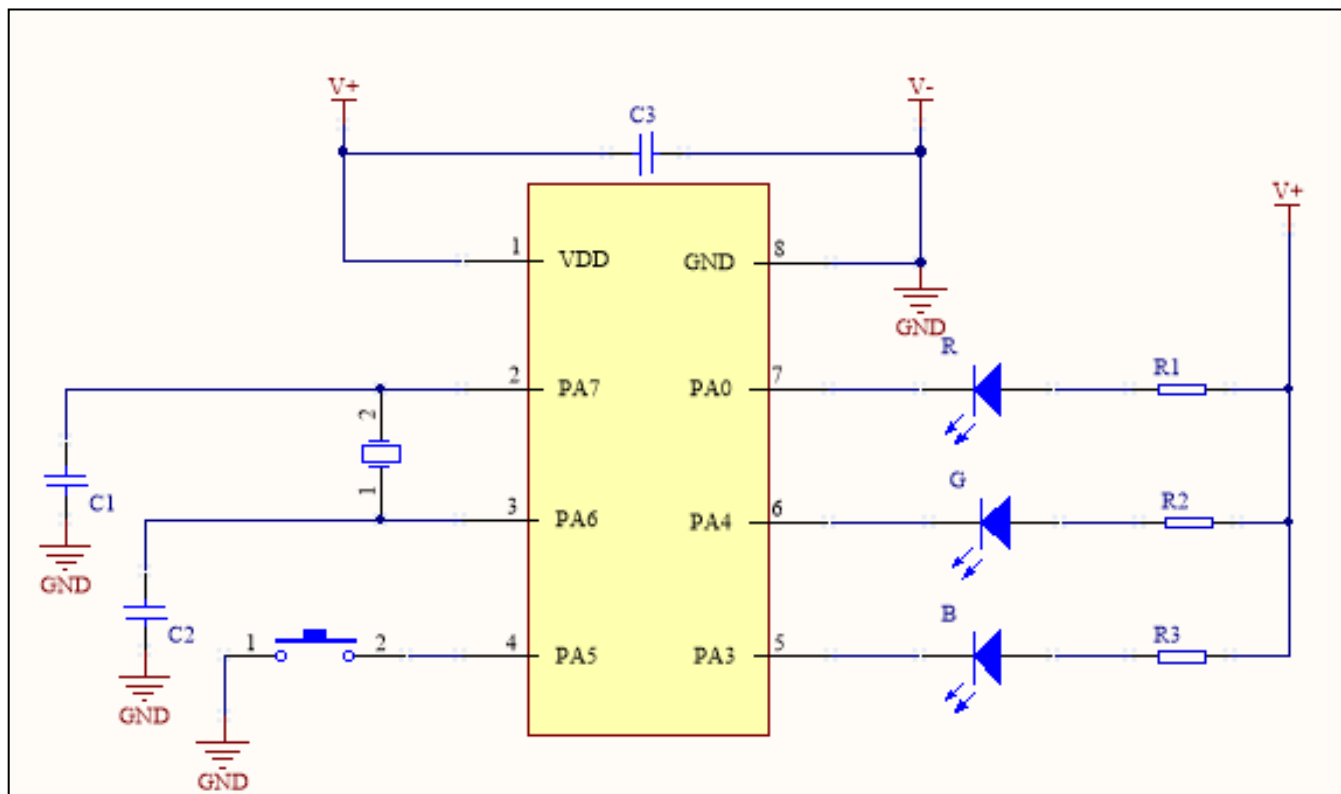 V+
V-
C3
V+
1
VDD
GND
8
GND
R
R1
2
PA7
PA0
7
2
C1
GND
1
G
R2
3
PA6
PA4
6
C2
GND
B
R3
1
2
4
PA5
PA3
5
GND